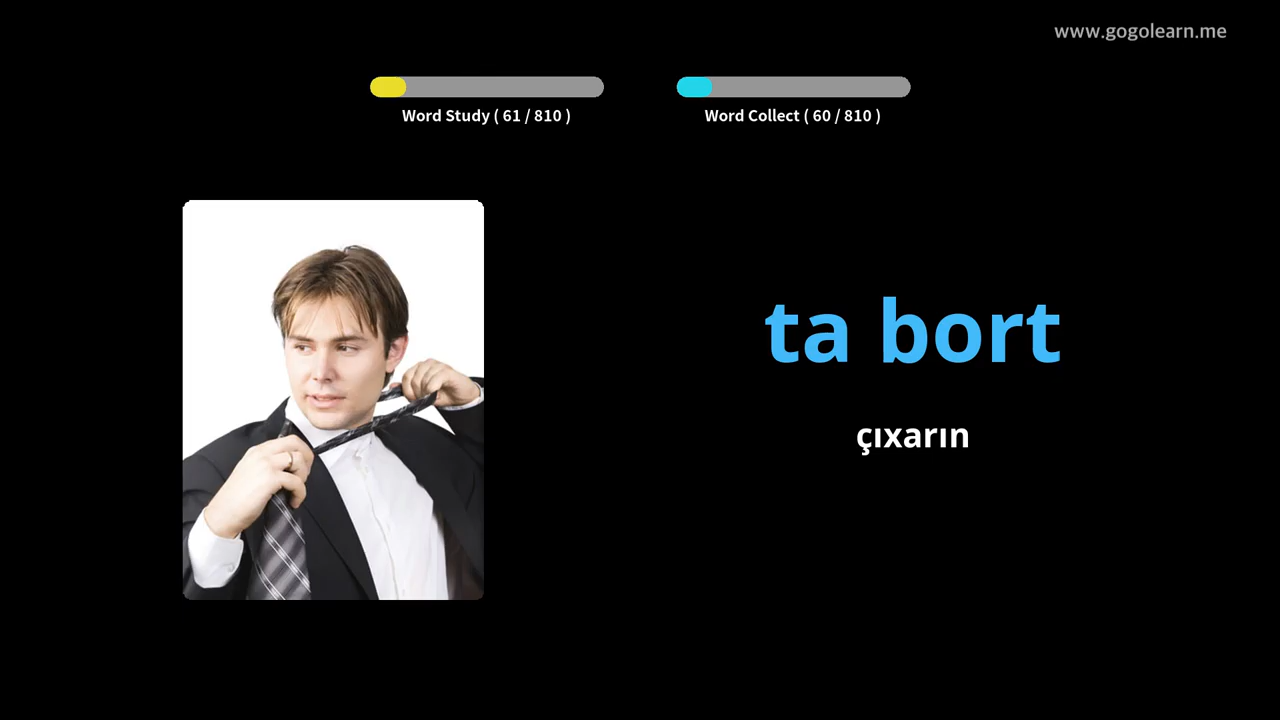 www.gogolearn.me
Word Study ( 61 / 810 )
Word Collect ( 60 / 810 )
ta bort
çıxarın